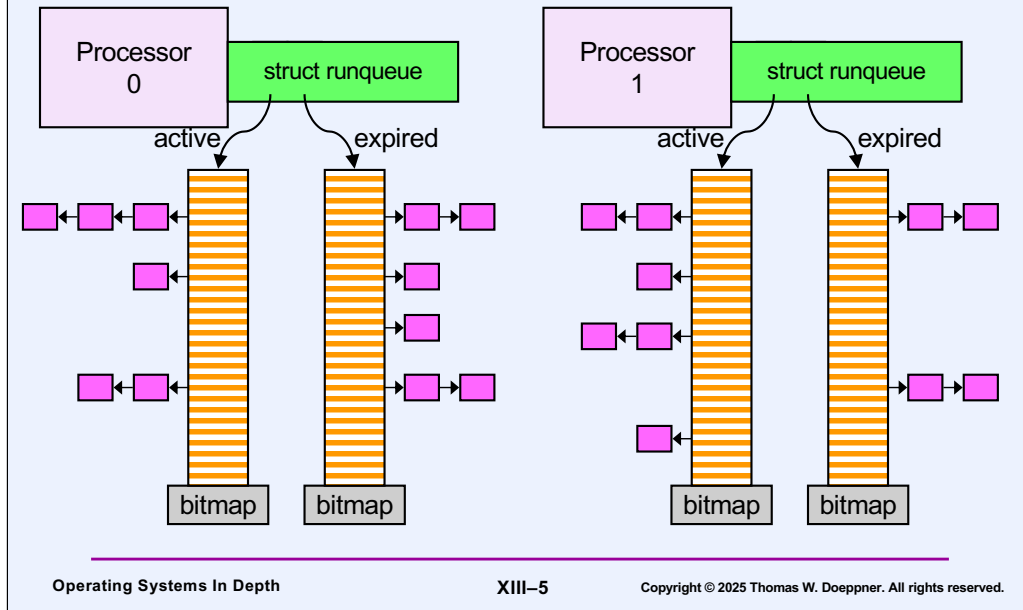 Processor
0
struct runqueue
active
expired
bitmap
bitmap
Processor
1
struct runqueue
active
expired
bitmap
bitmap
Operating Systems In Depth
XIII–5
Copyright © 2025 Thomas W. Doeppner. All rights reserved.